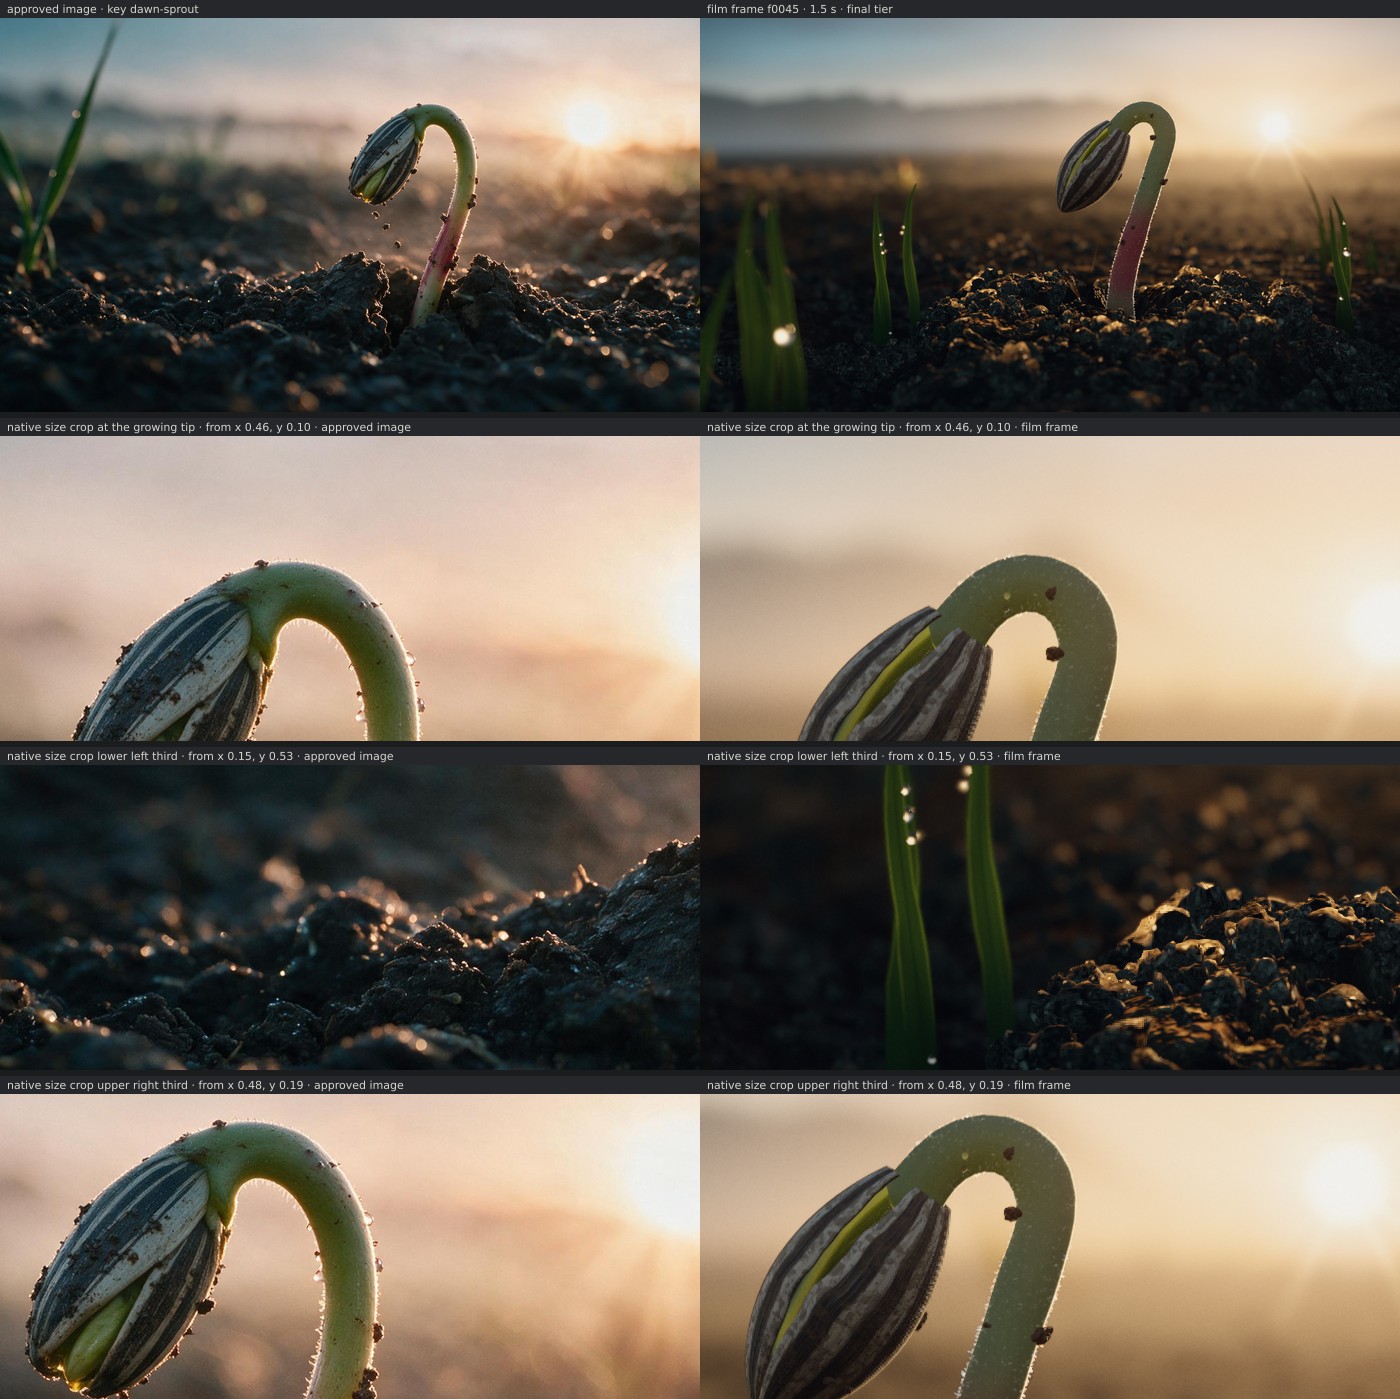 approved image · key dawn-sprout
film frame f0045 · 1.5 s · final tier
native size crop at the growing tip · from x 0.46, y 0.10 · approved image
native size crop at the growing tip · from x 0.46, y 0.10 · film frame
native size crop lower left third · from x 0.15, y 0.53 · approved image
native size crop lower left third · from x 0.15, y 0.53 · film frame
native size crop upper right third · from x 0.48, y 0.19 · approved image
native size crop upper right third · from x 0.48, y 0.19 · film frame